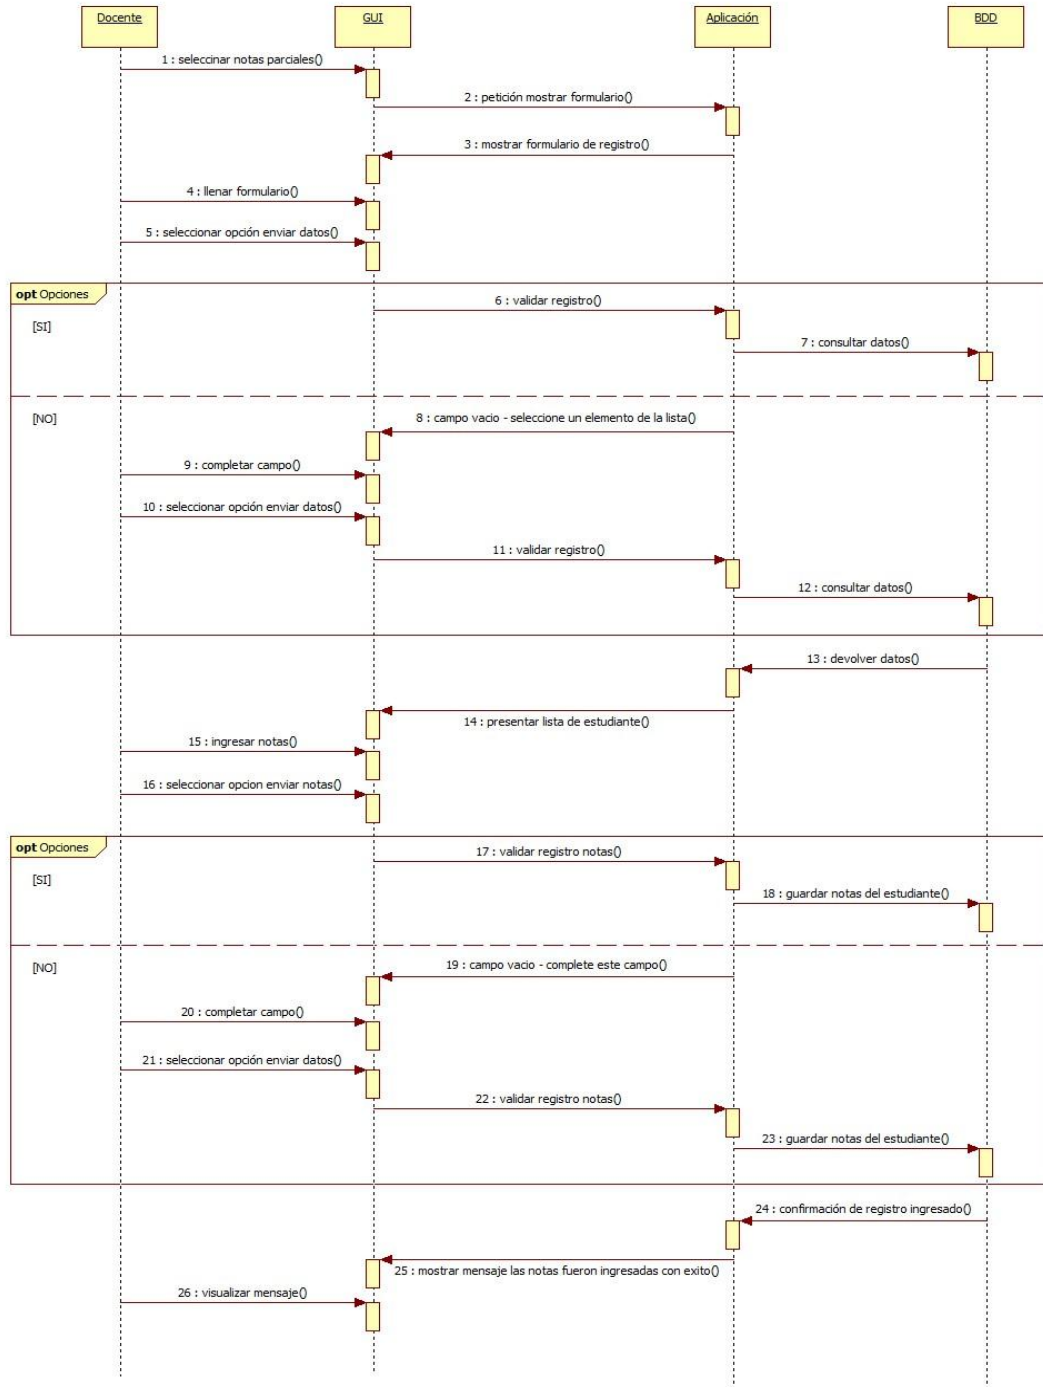 Docente
GUI
Aplicación
BDD
1 : seleccinar notas parciales()
2 : petición mostrar formulario()
3 : mostrar formulario de registro()
4 : llenar formulario()
5 : seleccionar opción enviar datos()
opt Opciones
6 : validar registro()
[SI]
7 : consultar datos()
[NO]
8 : campo vacio - seleccione un elemento de la lista()
9 : completar campo()
10 : seleccionar opción enviar datos()
11 : validar registro()
12 : consultar datos()
13 : devolver datos()
14 : presentar lista de estudiante()
15 : ingresar notas()
16 : seleccionar opcion enviar notas()
opt Opciones
17 : validar registro notas()
[SI]
18 : guardar notas del estudiante()
[NO]
19 : campo vacio - complete este campo()
20 : completar campo()
21 : seleccionar opción enviar datos()
22 : validar registro notas()
23 : guardar notas del estudiante()
24 : confirmación de registro ingresado()
25 : mostrar mensaje las notas fueron ingresadas con exito()
26 : visualizar mensaje()